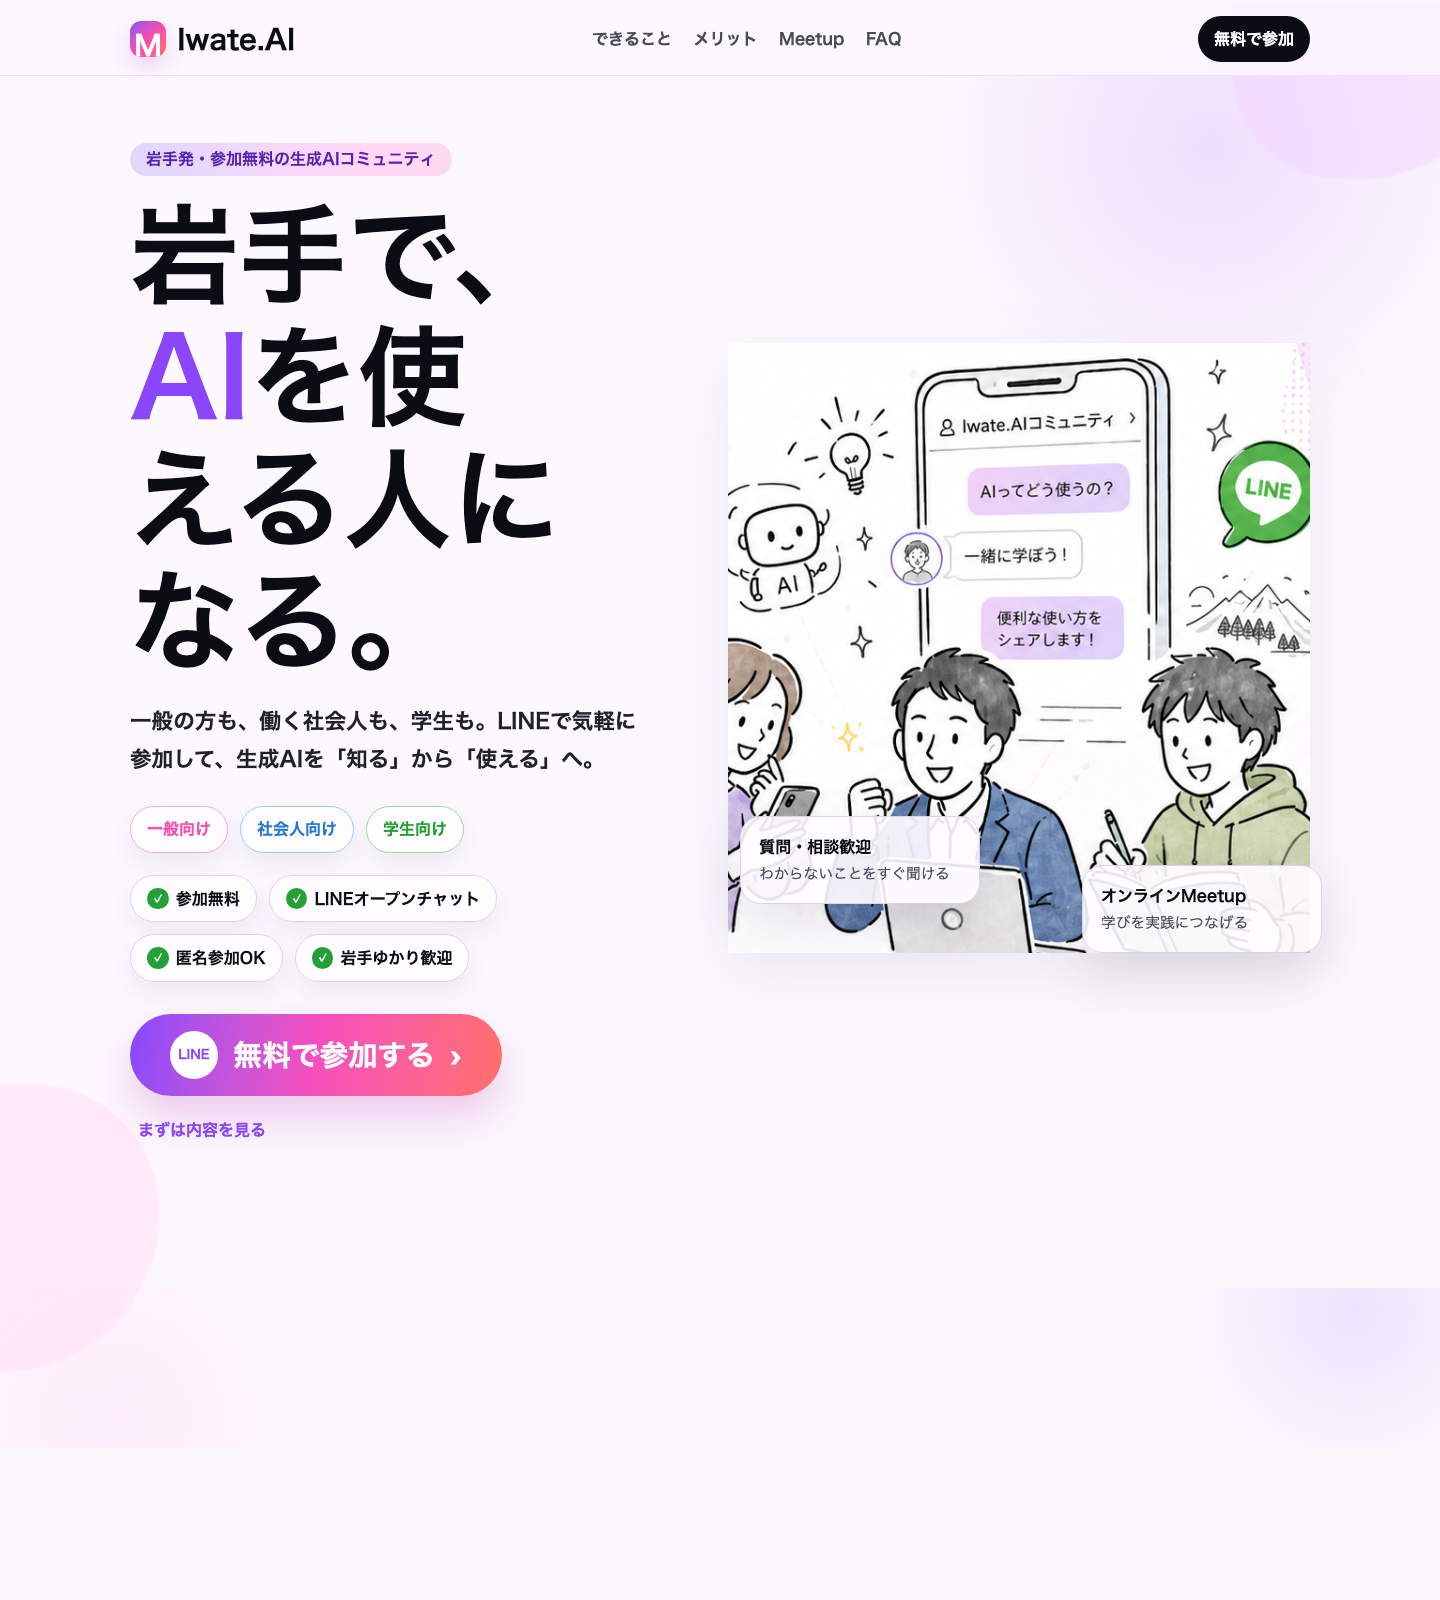 M Iwate.AI
できること メリット Meetup FAQ
無料で参加
岩手発・参加無料の生成AIコミュニティ
岩手で、
AIを使
える人に
なる。
一般の方も、働く社会人も、学生も。LINEで気軽に
参加して、生成AIを「知る」から「使える」へ。
一般向け 社会人向け 学生向け
✓ 参加無料 ✓ LINEオープンチャット
✓ 匿名参加OK ✓ 岩手ゆかり歓迎
LINE 無料で参加する ›
まずは内容を見る
Iwate.AIコミュニティ ›
AIってどう使うの？
一緒に学ぼう！
便利な使い方を
シェアします！
LINE
AI
質問・相談歓迎
わからないことをすぐ聞ける
オンラインMeetup
学びを実践につなげる